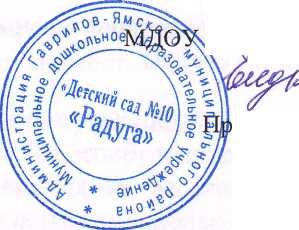 МДОУ
Администрация Гаврилов-Ямского муниципального района
Муниципальное дошкольное образовательное учреждение
«Детский сад №10
«Радуга»
Пр